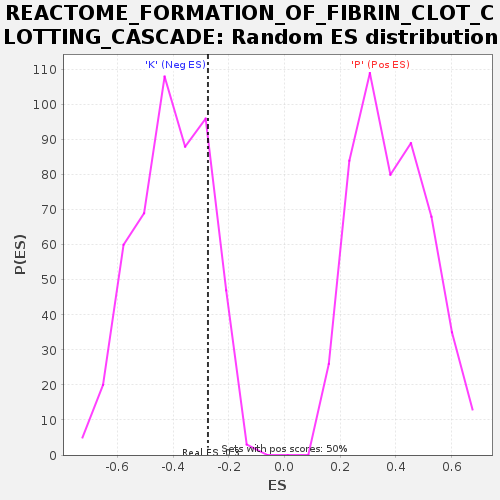 REACTOME_FORMATION_OF_FIBRIN_CLOT_C
LOTTING_CASCADE: Random ES distribution
'K' (Neg ES)
'P' (Pos ES)
110
100
90
80
70
60
50
40
30
20
10
0
P(ES)
Sets with pos scores: 50%
Real ES
-0.6 -0.4 -0.2 0.0 0.2 0.4 0.6
ES